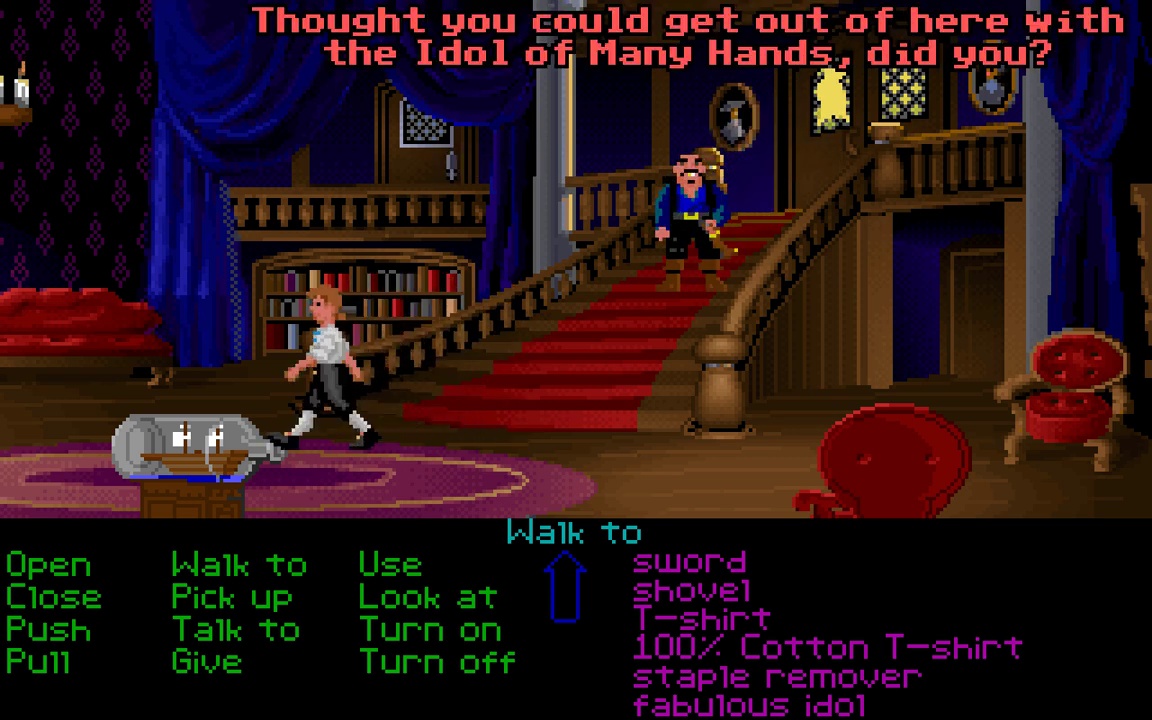 Thought you could get out of here with
the Idol of Many Hands, did you?
Walk to
Open
Close
Push
Pull
Walk to
Pick up
Talk to
Give
Use
Look at
Turn on
Turn off
sword
shovel
T-shirt
100% Cotton T-shirt
staple remover
fabulous idol